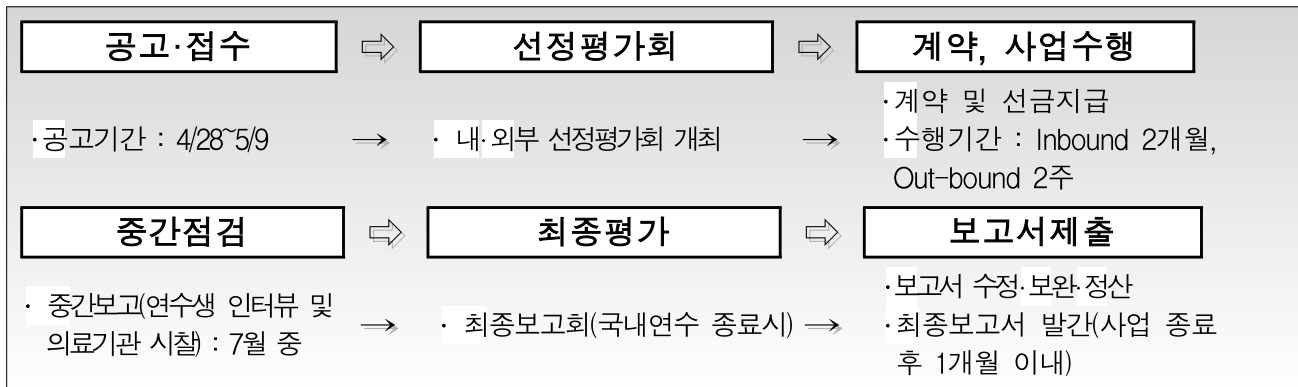 공고·접수 ⇨ 선정평가회 ⇨ 계약, 사업수행
·공고기간 : 4/28~5/9 → · 내·외부 선정평가회 개최 → ·계약 및 선금지급
·수행기간 : Inbound 2개월,
Out-bound 2주
중간점검 ⇨ 최종평가 ⇨ 보고서제출
· 중간보고(연수생 인터뷰 및
의료기관 시찰) : 7월 중 → · 최종보고회(국내연수 종료시) → ·보고서 수정·보완·정산
·최종보고서 발간(사업 종료
후 1개월 이내)